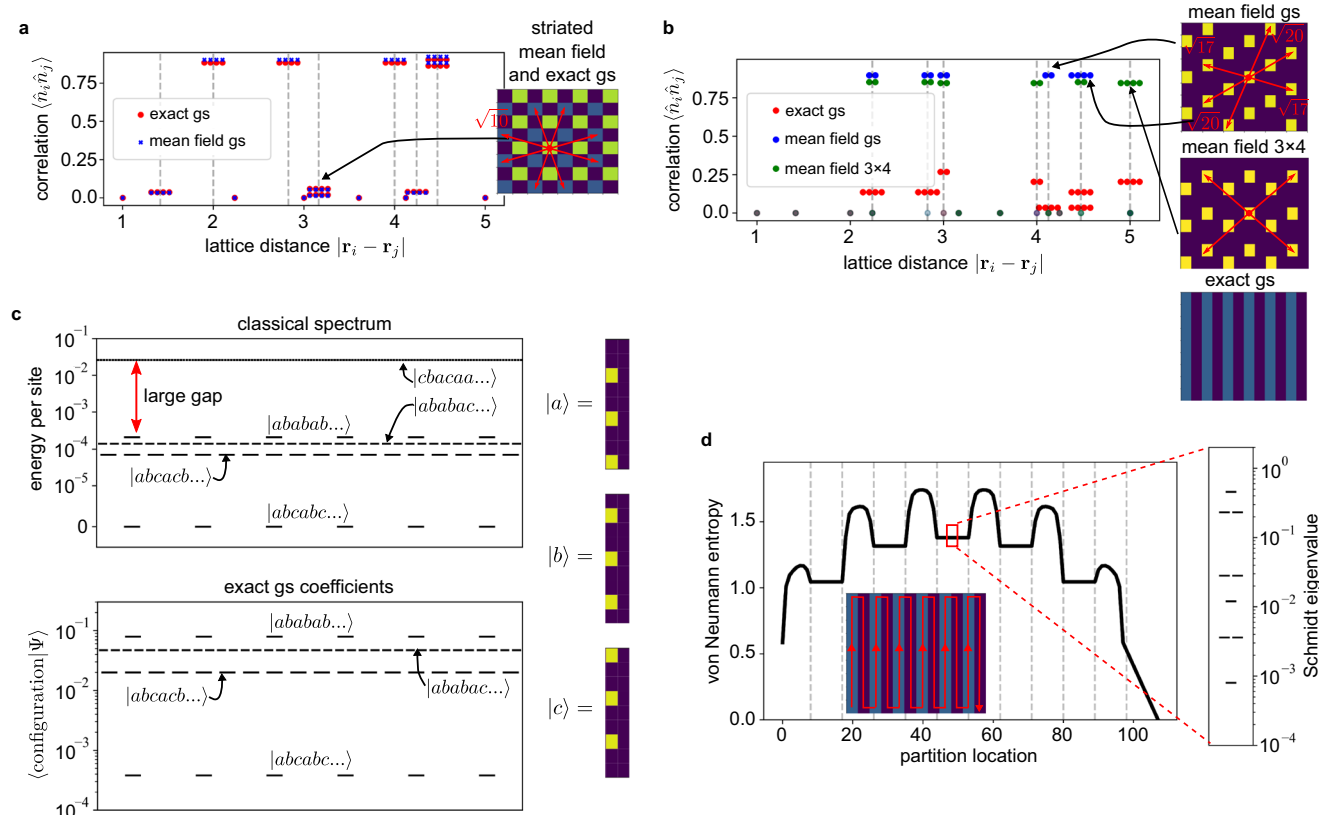 a
striated
mean field
and exact gs
correlation ⟨n̂ᵢn̂ⱼ⟩
0.75
0.50
0.25
0.0
exact gs
mean field gs
√10
1
2
3
4
5
lattice distance |rᵢ − rⱼ|
b
mean field gs
correlation ⟨n̂ᵢn̂ⱼ⟩
0.75
0.50
0.25
0.0
exact gs
mean field gs
mean field 3×4
√17
√20
√20
√17
mean field 3×4
exact gs
1
2
3
4
5
lattice distance |rᵢ − rⱼ|
c
classical spectrum
energy per site
10⁻¹
10⁻²
10⁻³
10⁻⁴
10⁻⁵
0
large gap
|cbacaa...⟩
|ababac...⟩
|ababab...⟩
|abcacb...⟩
|abcabc...⟩
exact gs coefficients
⟨configuration|Ψ⟩
10⁻¹
10⁻²
10⁻³
10⁻⁴
|ababab...⟩
|abcacb...⟩
|ababac...⟩
|abcabc...⟩
|a⟩ =
|b⟩ =
|c⟩ =
d
von Neumann entropy
1.5
1.0
0.5
0.0
0
20
40
60
80
100
partition location
10⁰
10⁻¹
10⁻²
10⁻³
10⁻⁴
Schmidt eigenvalue